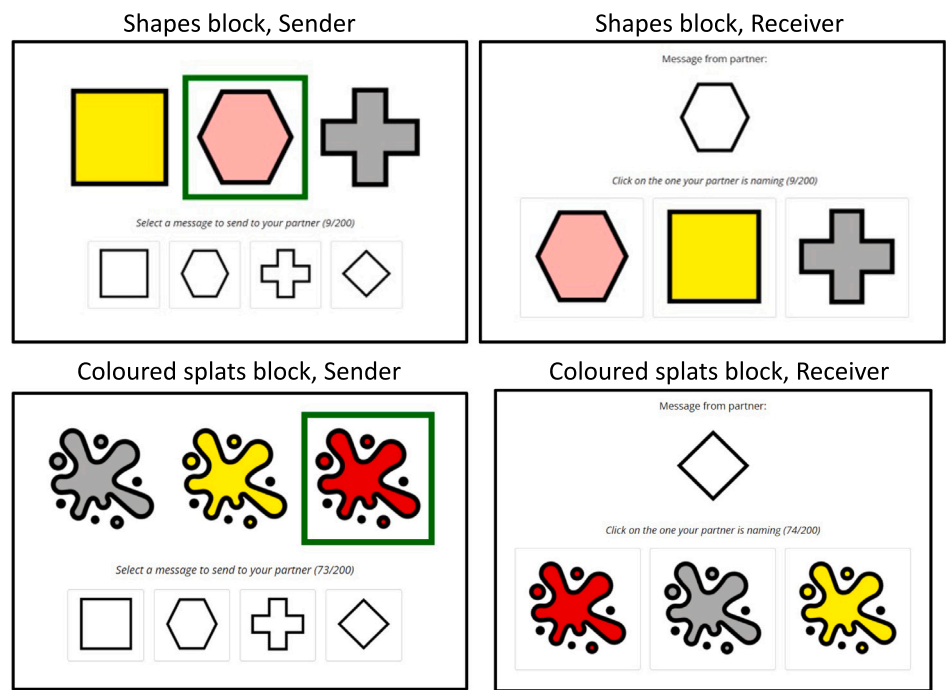 Shapes block, Sender
Shapes block, Receiver
Select a message to send to your partner (9/200)
Message from partner:
Click on the one your partner is naming (9/200)
Coloured splats block, Sender
Coloured splats block, Receiver
Select a message to send to your partner (73/200)
Message from partner:
Click on the one your partner is naming (74/200)